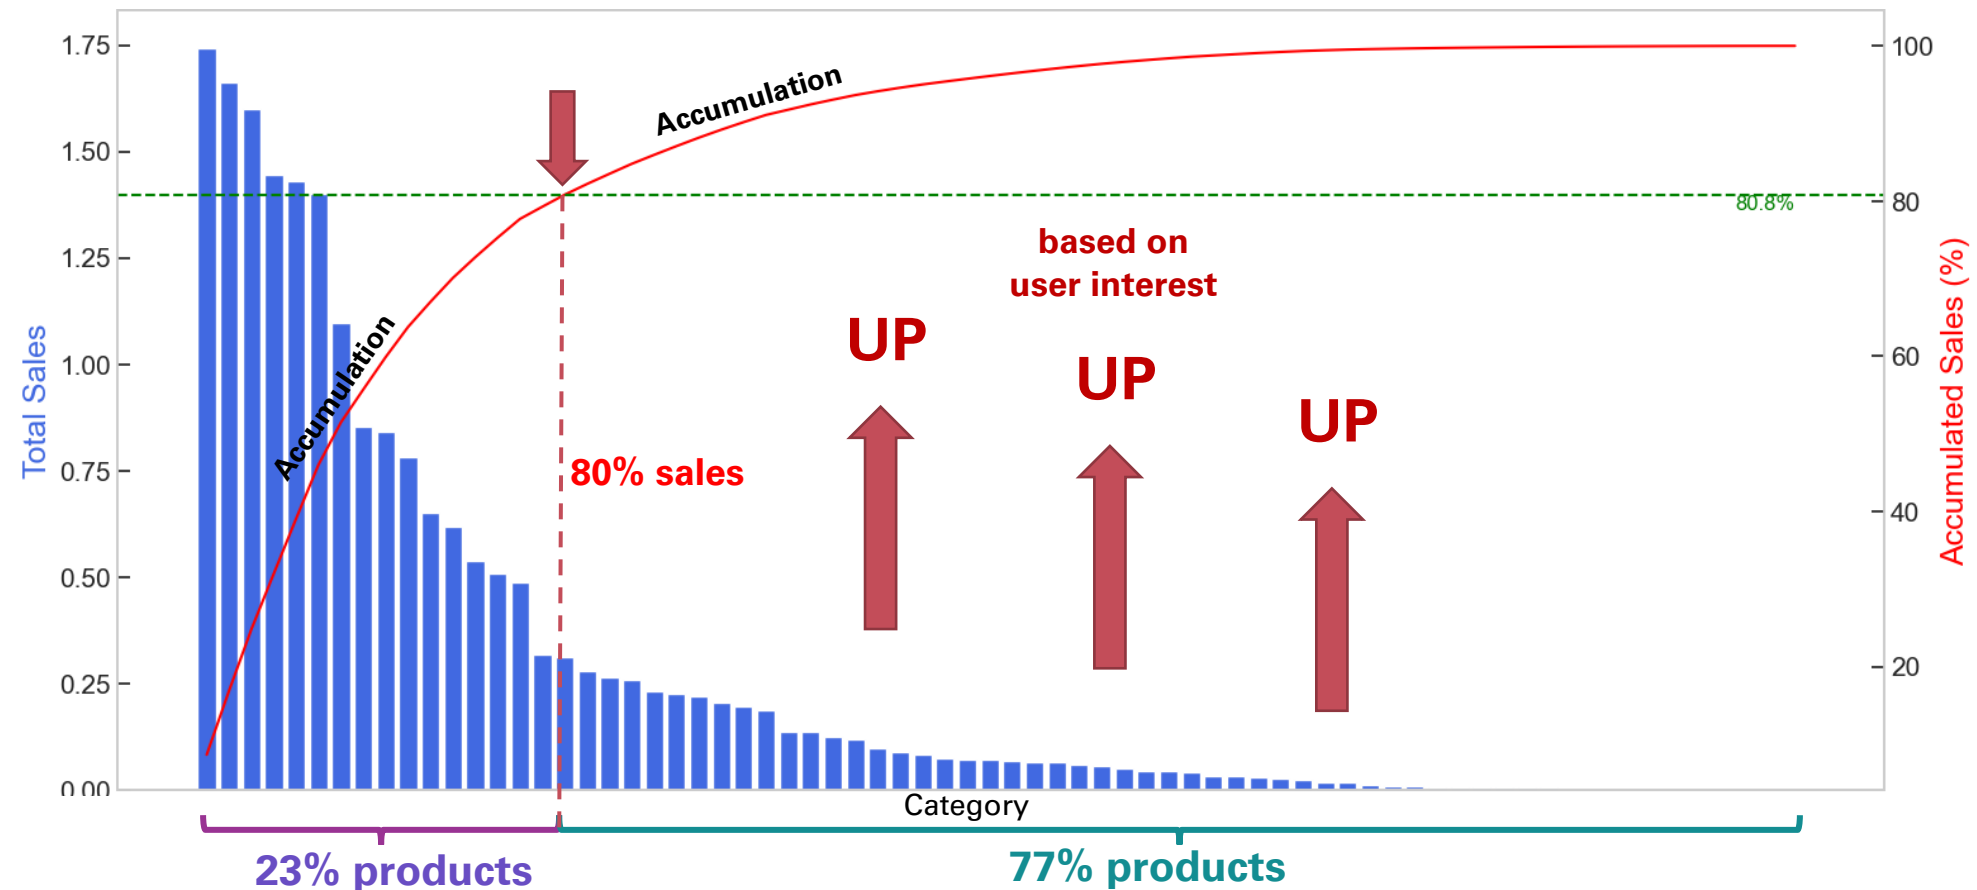 1.75
1.50
1.25
1.00
0.75
0.50
0.25
0.00
Total Sales
Accumulation
Accumulation
80% sales
based on
user interest
UP
UP
UP
80.8%
100
80
60
40
20
Accumulated Sales (%)
Category
23% products
77% products